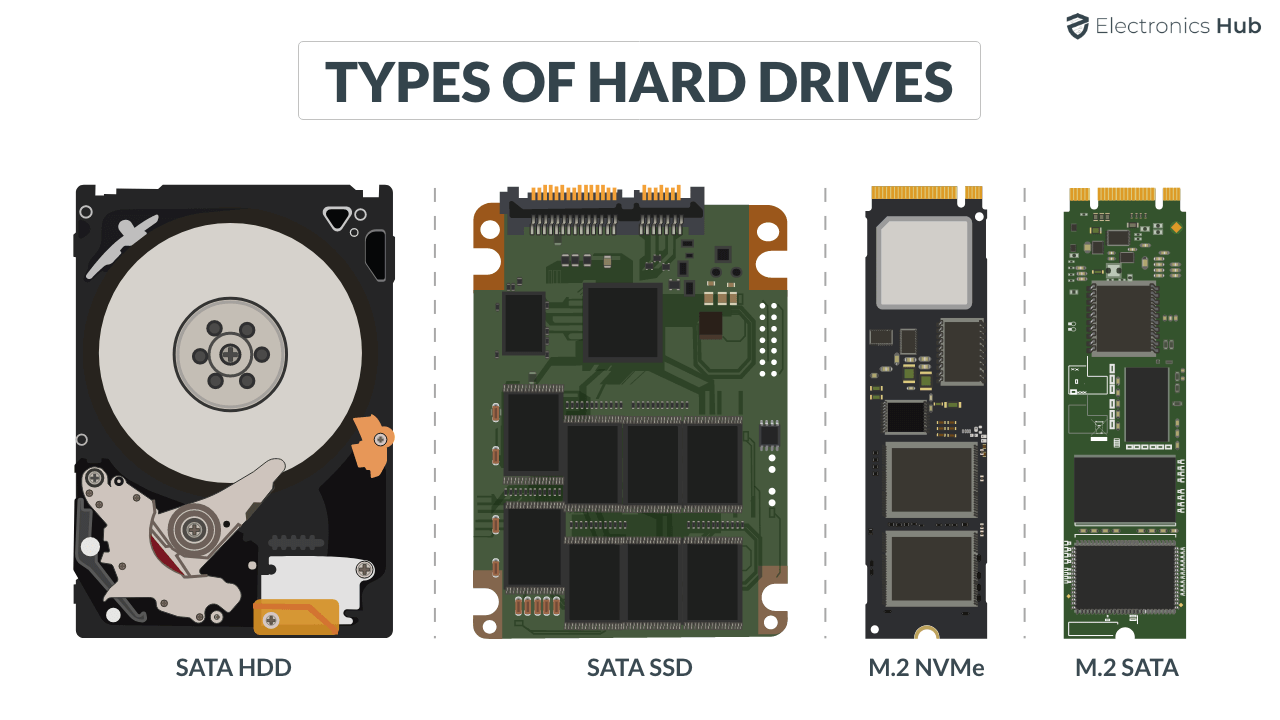 Electronics Hub
TYPES OF HARD DRIVES
SATA HDD
SATA SSD
M.2 NVMe
M.2 SATA